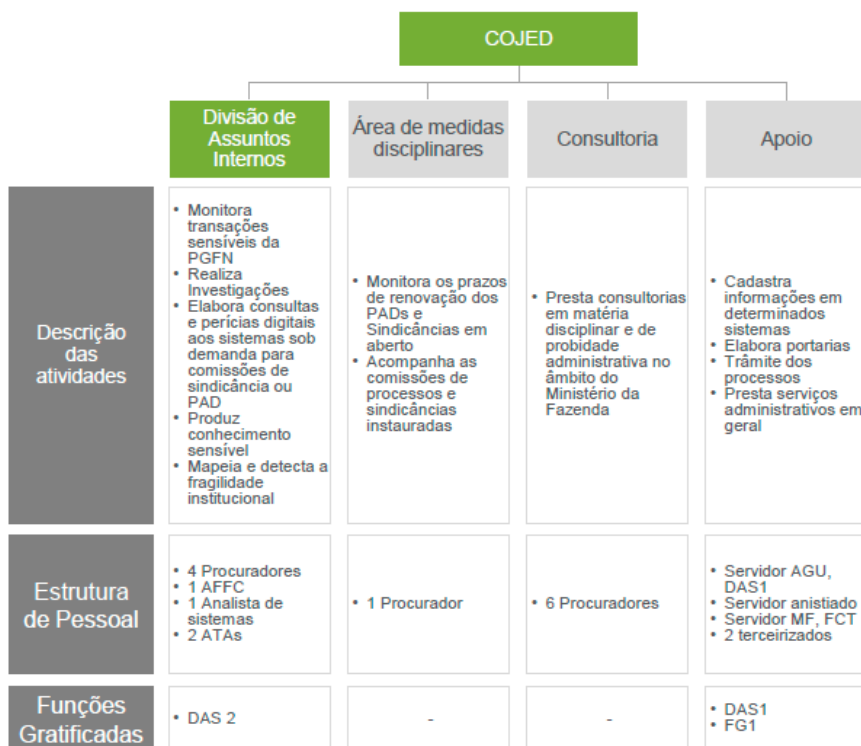 COJED
Divisão de
Assuntos
Internos
Área de medidas
disciplinares
Consultoria
Apoio
Descrição
das
atividades
• Monitora
transações
sensíveis da
PGFN
• Realiza
Investigações
• Elabora consultas
e perícias digitais
aos sistemas sob
demanda para
comissões de
sindicância ou
PAD
• Produz
conhecimento
sensível
• Mapeia e detecta a
fragilidade
institucional
• Monitora os prazos
de renovação dos
PADs e
Sindicâncias em
aberto
• Acompanha as
comissões de
processos e
sindicâncias
instauradas
• Presta consultorias
em matéria
disciplinar e de
probidade
administrativa no
âmbito do
Ministério da
Fazenda
• Cadastra
informações em
determinados
sistemas
• Elabora portarias
• Trâmite dos
processos
• Presta serviços
administrativos em
geral
Estrutura
de Pessoal
• 4 Procuradores
• 1 AFFC
• 1 Analista de
sistemas
• 2 ATAs
• 1 Procurador
• 6 Procuradores
• Servidor AGU,
DAS1
• Servidor anistiado
• Servidor MF, FCT
• 2 terceirizados
Funções
Gratificadas
• DAS 2
-
-
• DAS1
• FG1